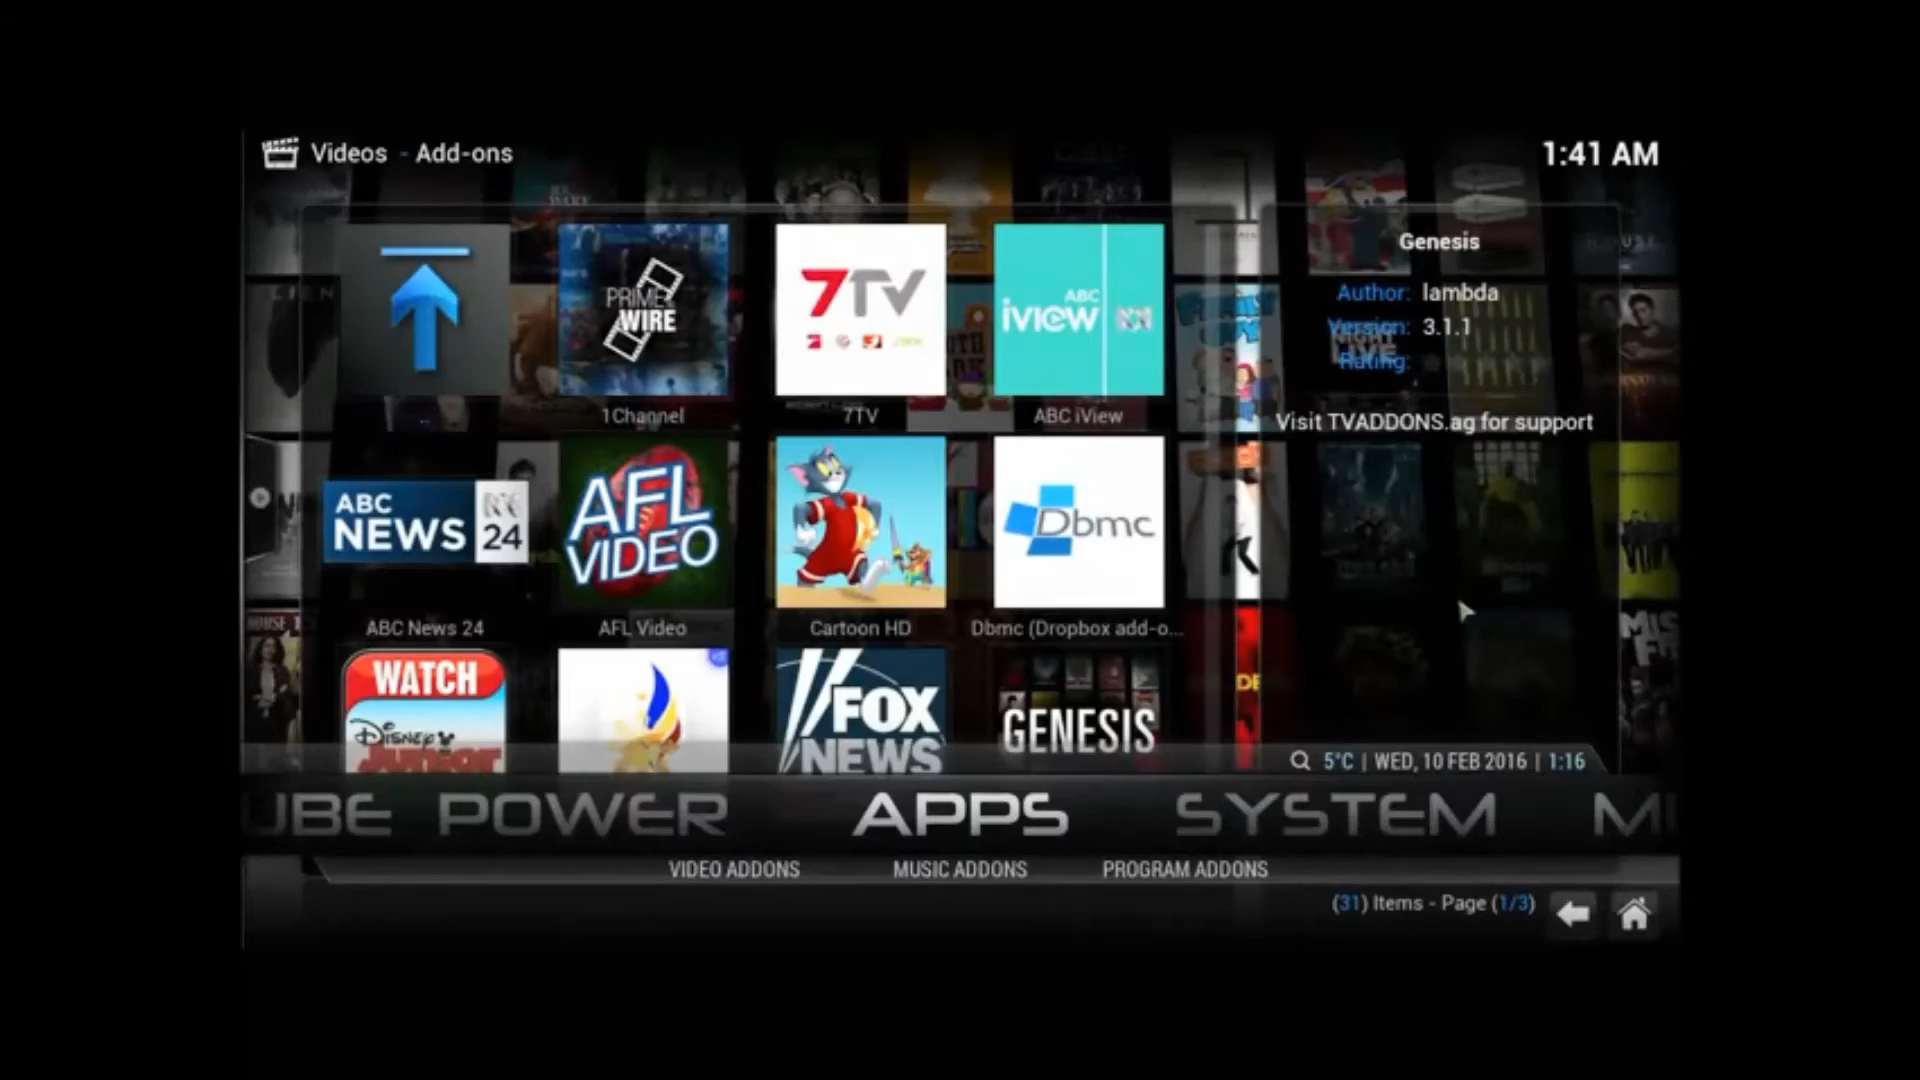 Videos - Add-ons
1:41 AM
PRIME
WIRE
7TV
ABC
iview
1Channel
7TV
ABC iView
Genesis
Author: lambda
Version: 3.1.1
Rating:
Visit TVADDONS.ag for support
ABC
NEWS 24
AFL
VIDEO
Dbmc
ABC News 24
AFL Video
Cartoon HD
Dbmc (Dropbox add-o...
WATCH
Disney
Junior
FOX
NEWS
GENESIS
5°C | WED, 10 FEB 2016 | 1:16
UBE POWER APPS SYSTEM
VIDEO ADDONS MUSIC ADDONS PROGRAM ADDONS
(31) Items - Page (1/3)